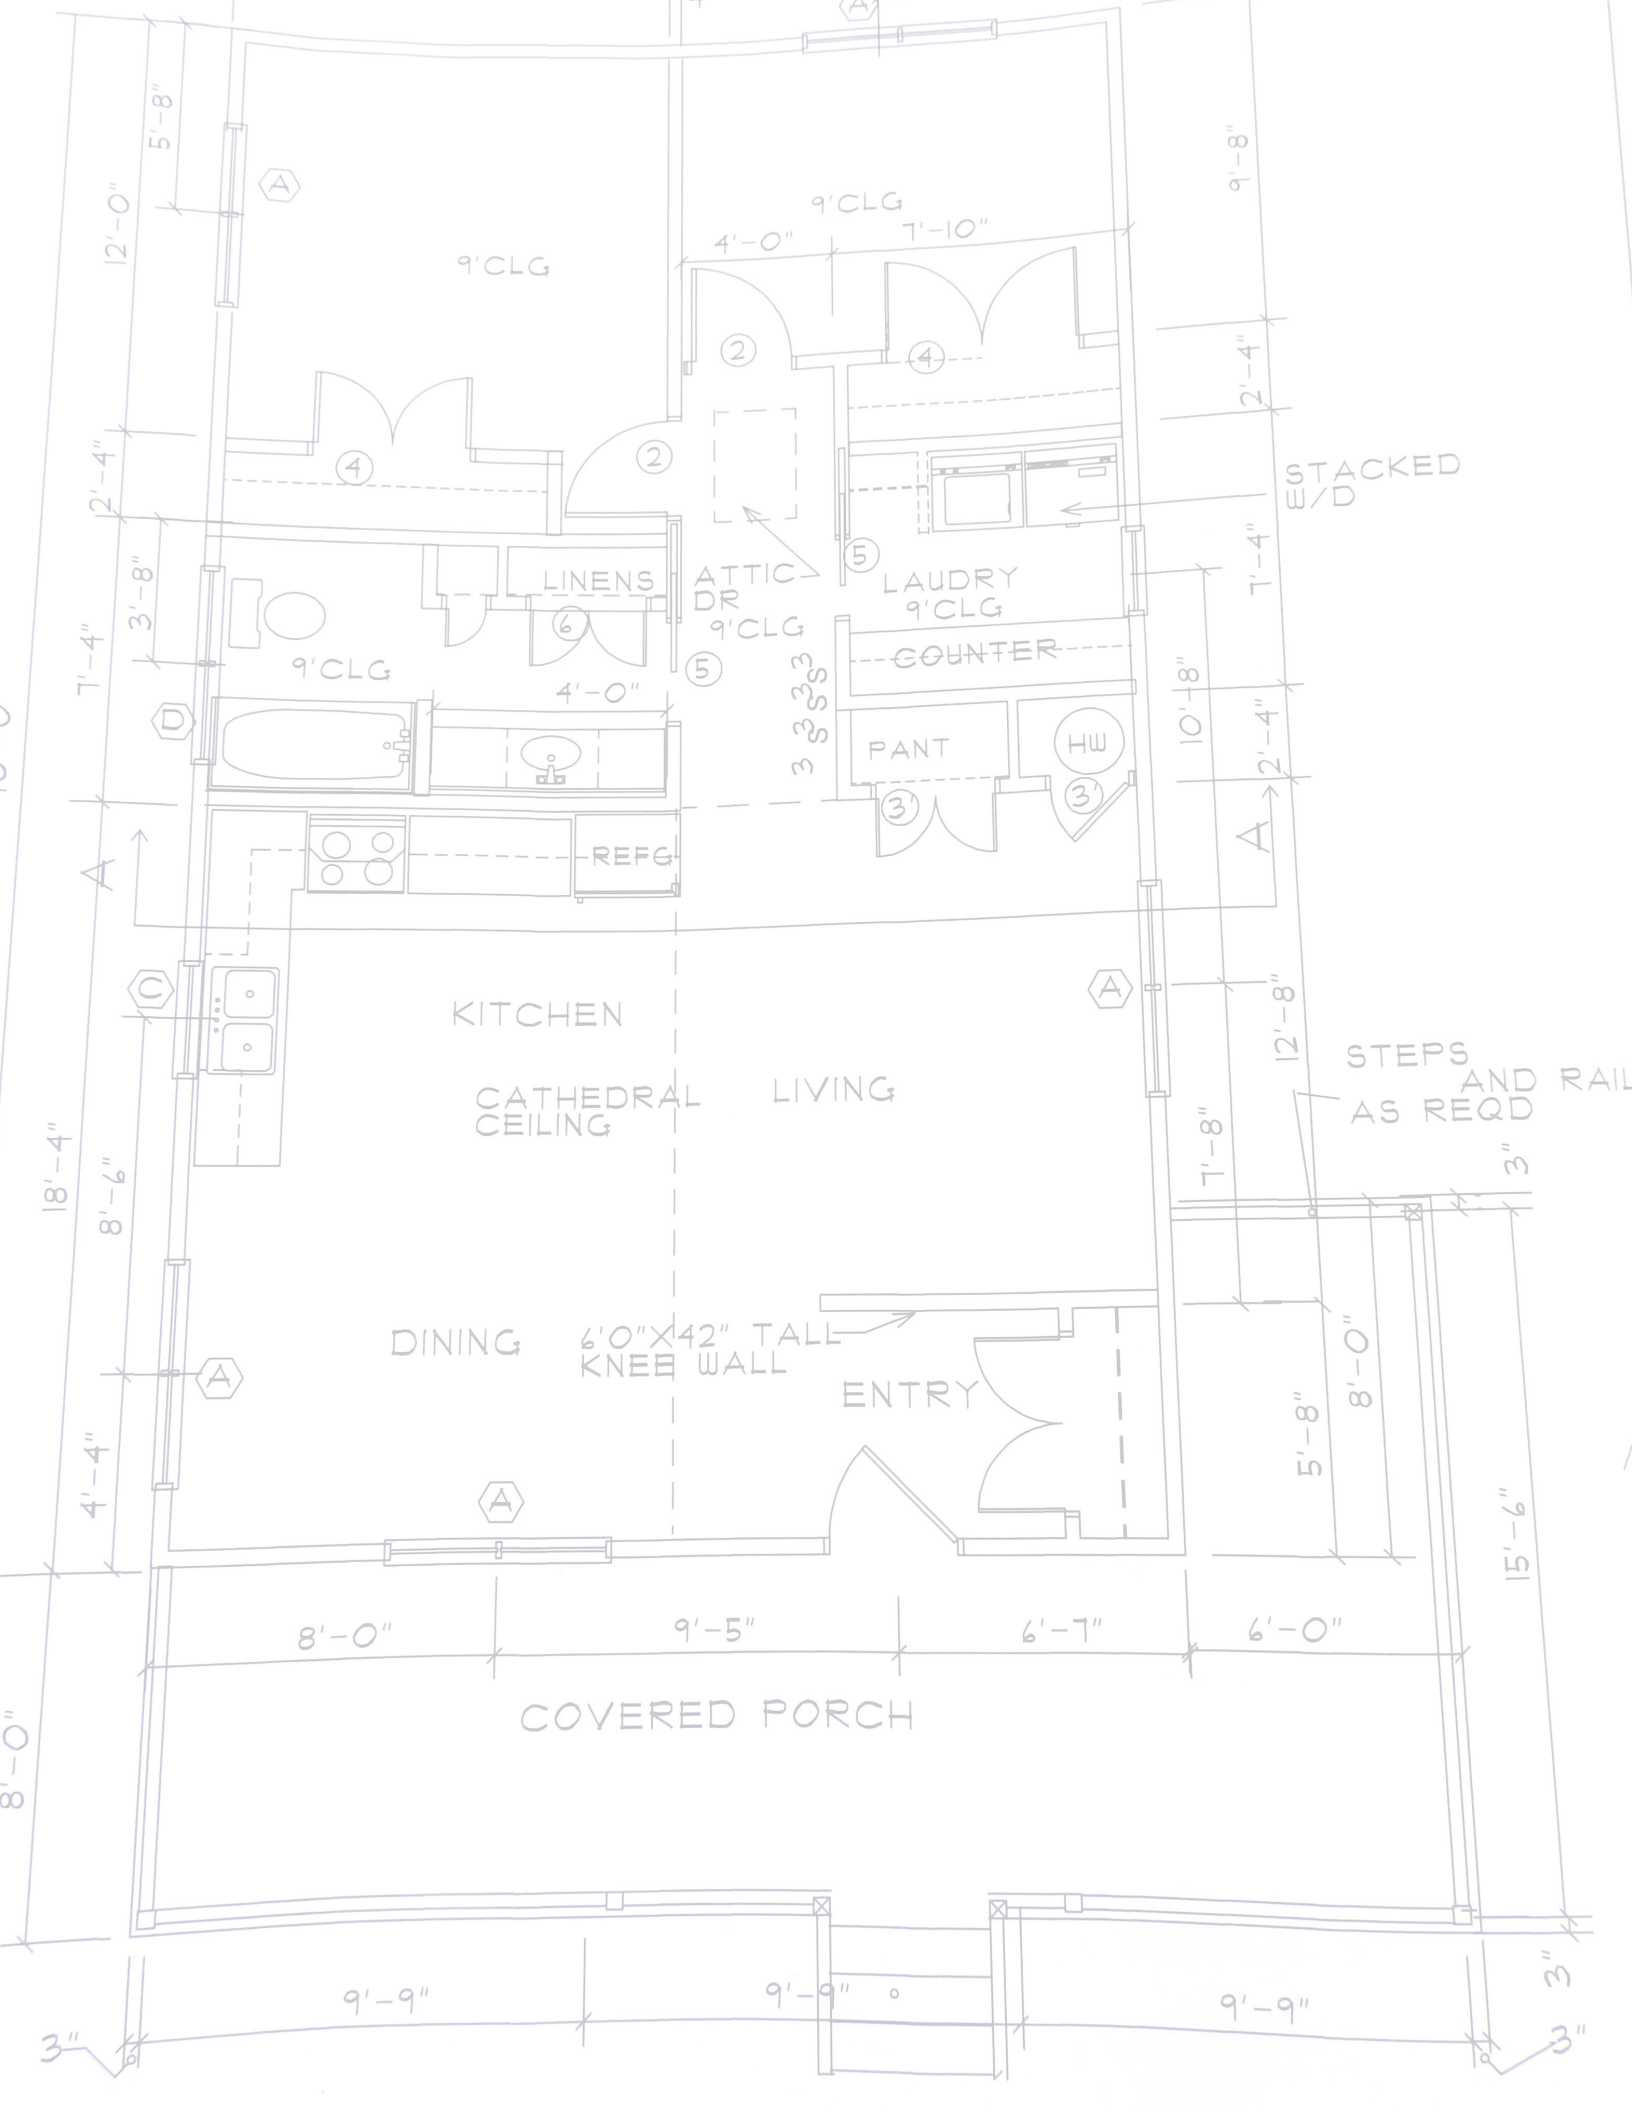 A
5'-8"
A
12'-0"
9'-8"
9'CLG
4'-0"
7'-10"
9'CLG
2
4
2'-4"
2
4
2'-4"
STACKED
W/D
5
7'-4"
3'-8"
LINENS
ATTIC
DR
LAUDRY
9'CLG
6
9'CLG
COUNTER
9'CLG
5
7'-4"
4'-0"
3 3 3 3
S S S
10'-8"
2'-4"
D
PANT
HW
3'
3'
A
A
REFG
C
A
KITCHEN
12'-8"
CATHEDRAL
CEILING
LIVING
STEPS
AND RAIL
AS REQD
18'-4"
8'-6"
7'-8"
3"
DINING
6'0"X42" TALL
KNEE WALL
A
ENTRY
8'-0"
5'-8"
4'-4"
A
15'-6"
8'-0"
9'-5"
6'-7"
6'-0"
COVERED PORCH
8'-0"
9'-9"
9'-9"
9'-9"
3"
3"
3"